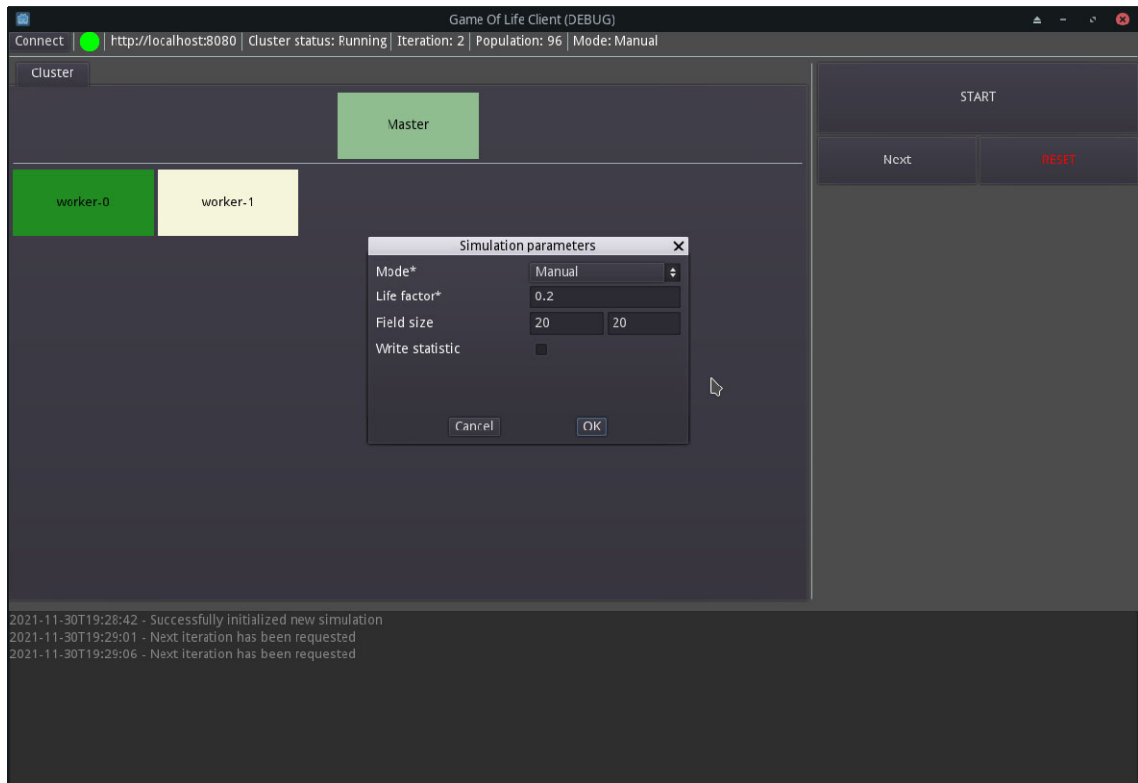 Game Of Life Client (DEBUG)
Connect http://localhost:8080 Cluster status: Running Iteration: 2 Population: 96 Mode: Manual
Cluster
Master
START
Next RESET
worker-0 worker-1
Simulation parameters
Mode* Manual
Life factor* 0.2
Field size 20 20
Write statistic
Cancel OK
2021-11-30T19:28:42 - Successfully initialized new simulation
2021-11-30T19:29:01 - Next iteration has been requested
2021-11-30T19:29:06 - Next iteration has been requested